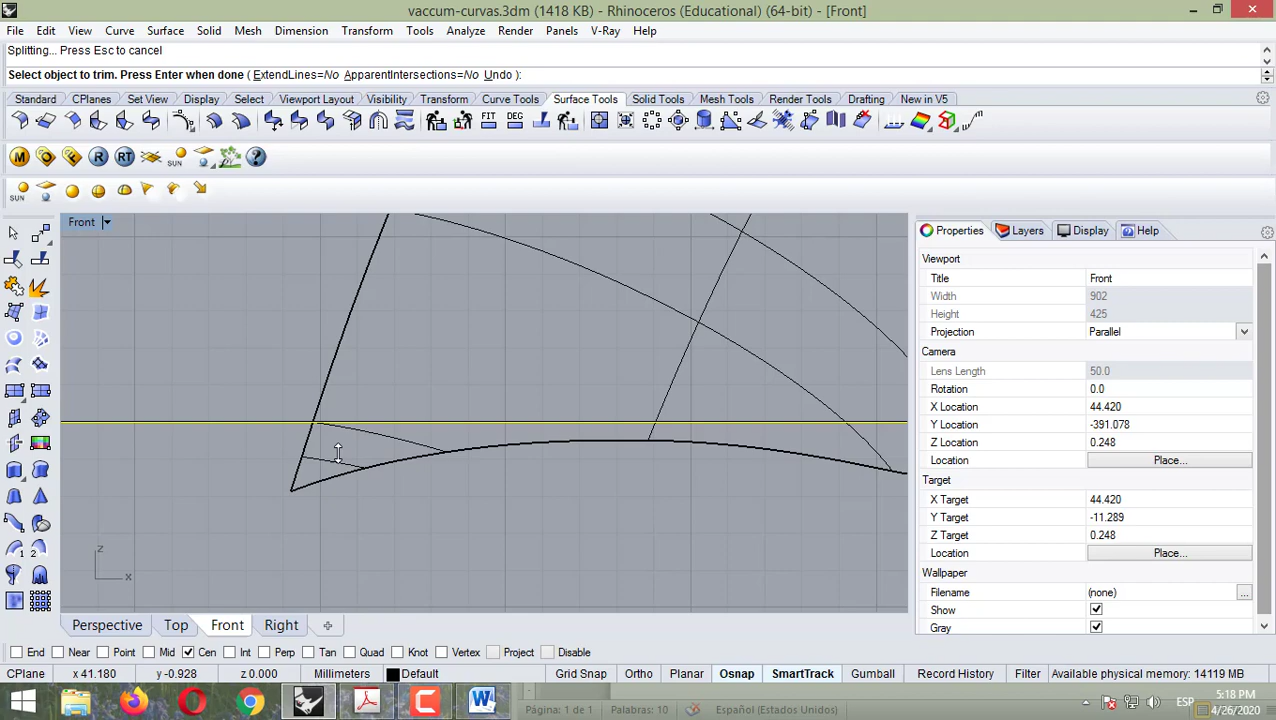 vaccum-curvas.3dm (1418 KB) - Rhinoceros (Educational) (64-bit) - [Front]
File Edit View Curve Surface Solid Mesh Dimension Transform Tools Analyze Render Panels V-Ray Help
Splitting... Press Esc to cancel
Select object to trim. Press Enter when done ( ExtendLines=No ApparentIntersections=No Undo ):
Standard CPlanes Set View Display Select Viewport Layout Visibility Transform Curve Tools Surface Tools Solid Tools Mesh Tools Render Tools Drafting New in V5
FIT DEG
M O F R RT SUN ?
SUN
Front
Properties Layers Display Help
Viewport
Title Front
Width 902
Height 425
Projection Parallel
Camera
Lens Length 50.0
Rotation 0.0
X Location 44.420
Y Location -391.078
Z Location 0.248
Location Place...
Target
X Target 44.420
Y Target -11.289
Z Target 0.248
Location Place...
Wallpaper
Filename (none) ...
Show
Gray
z
x
Perspective Top Front Right
End Near Point Mid Cen Int Perp Tan Quad Knot Vertex Project Disable
CPlane X 41.180 Y -0.928 Z 0.000 Millimeters Default Grid Snap Ortho Planar Osnap SmartTrack Gumball Record History Filter Available physical memory: 14119 MB
Página: 1 de 1 Palabras: 10 Español (Estados Unidos)
ESP
5:18 PM
4/26/2020